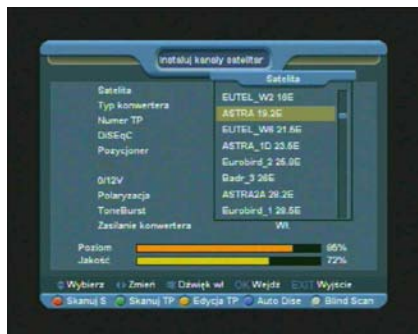 Instaluj kanały satelitar
Satelita
Satelita
EUTEL_W2 16E
Typ konwertera
ASTRA 19.2E
Numer TP
EUTEL_W6 21.5E
DiSEqC
ASTRA_1D 23.5E
Pozycjoner
Eurobird_2 25.8E
Badr_3 26E
0/12V
ASTRA2A 28.2E
Polaryzacja
Eurobird_1 28.5E
ToneBurst
Zasilanie konwertera Wł.
Poziom 85%
Jakość 72%
Wybierz Zmień Dźwięk wł OK Wejdź EXIT Wyjście
Skanuj S Skanuj TP Edycja TP Auto Dise Blind Scan